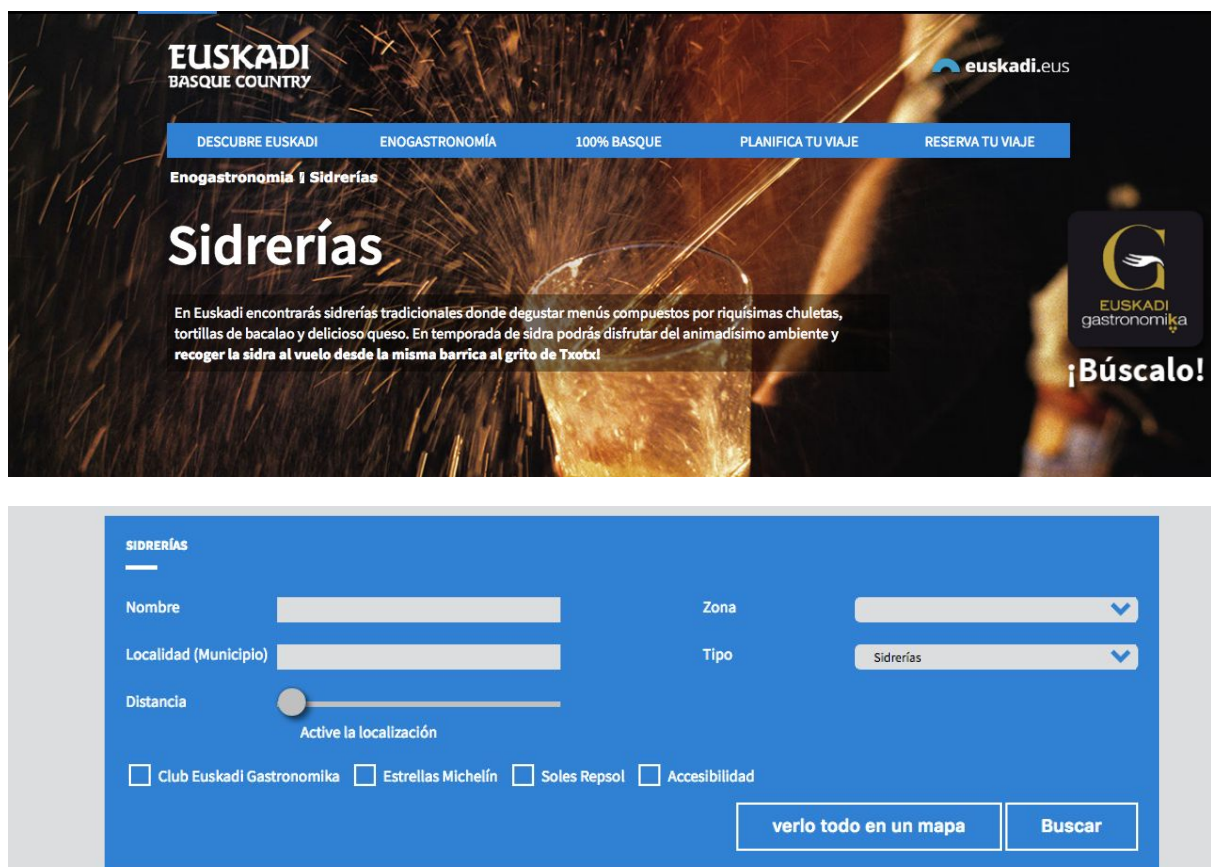 EUSKADI
BASQUE COUNTRY
euskadi.eus
DESCUBRE EUSKADI
ENOGASTRONOMÍA
100% BASQUE
PLANIFICA TU VIAJE
RESERVA TU VIAJE
Enogastronomia | Sidrerías
Sidrerías
En Euskadi encontrarás sidrerías tradicionales donde degustar menús compuestos por riquísimas chuletas,
tortillas de bacalao y delicioso queso. En temporada de sidra podrás disfrutar del animadísimo ambiente y
recoger la sidra al vuelo desde la misma barrica al grito de Txotx!
G
EUSKADI
gastronomika
¡Búscalo!
SIDRERÍAS
Nombre
Zona
Localidad (Municipio)
Tipo
Sidrerías
Distancia
Active la localización
Club Euskadi Gastronomika
Estrellas Michelín
Soles Repsol
Accesibilidad
verlo todo en un mapa
Buscar